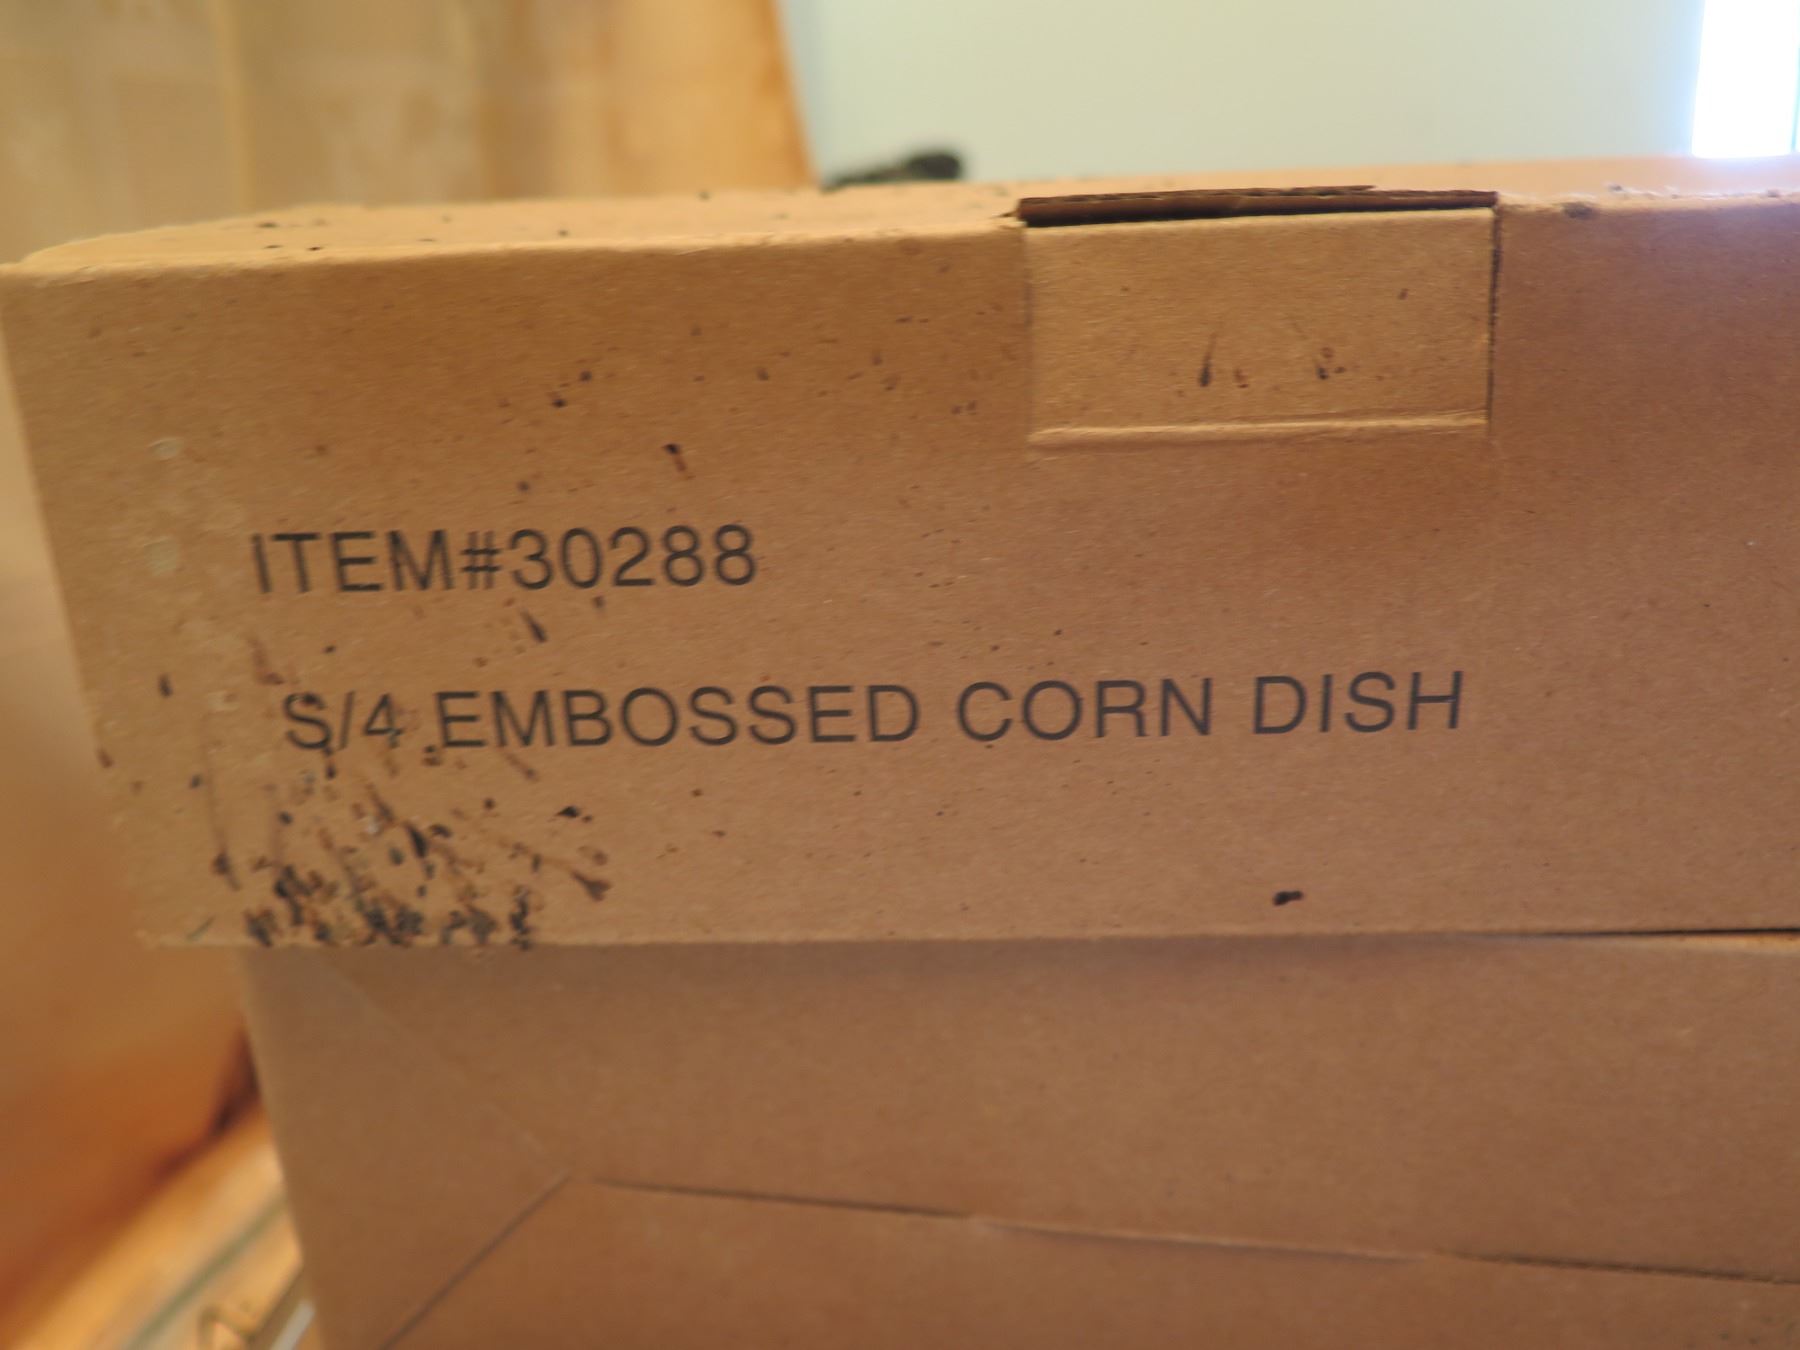 ITEM#30288
S/4 EMBOSSED CORN DISH